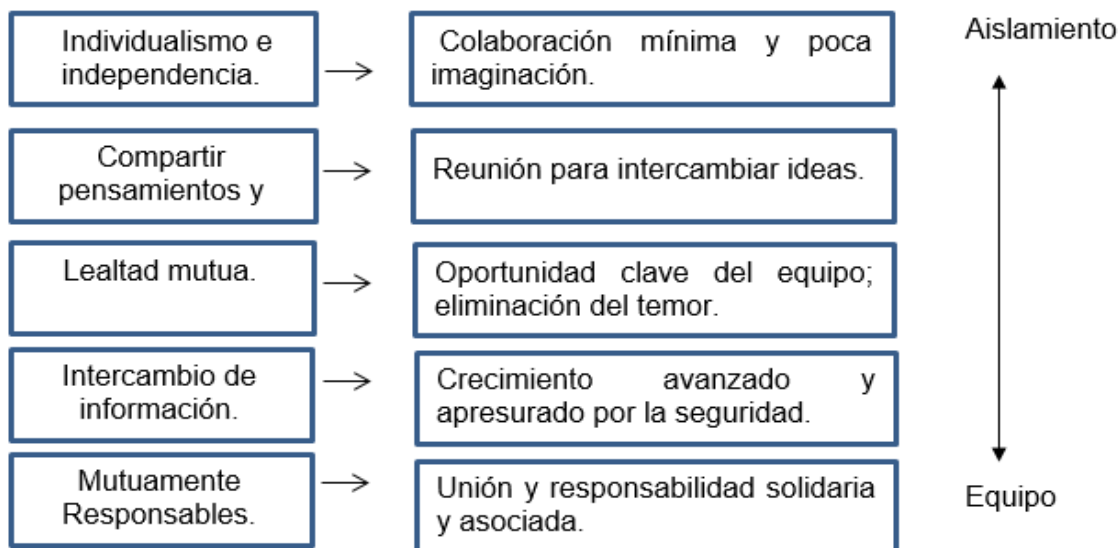 Individualismo e
independencia.
Colaboración mínima y poca
imaginación.
Aislamiento
Compartir
pensamientos y
Reunión para intercambiar ideas.
Lealtad mutua.
Oportunidad clave del equipo;
eliminación del temor.
Intercambio de
información.
Crecimiento avanzado y
apresurado por la seguridad.
Mutuamente
Responsables.
Unión y responsabilidad solidaria
y asociada.
Equipo